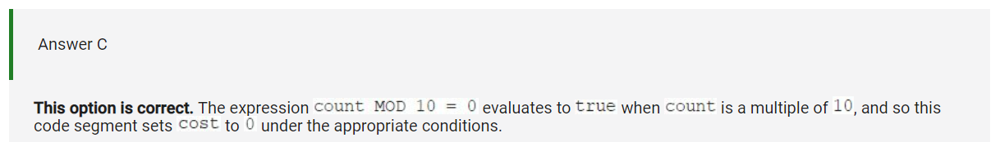 Answer C
This option is correct. The expression count MOD 10 = 0 evaluates to true when count is a multiple of 10, and so this
code segment sets cost to 0 under the appropriate conditions.